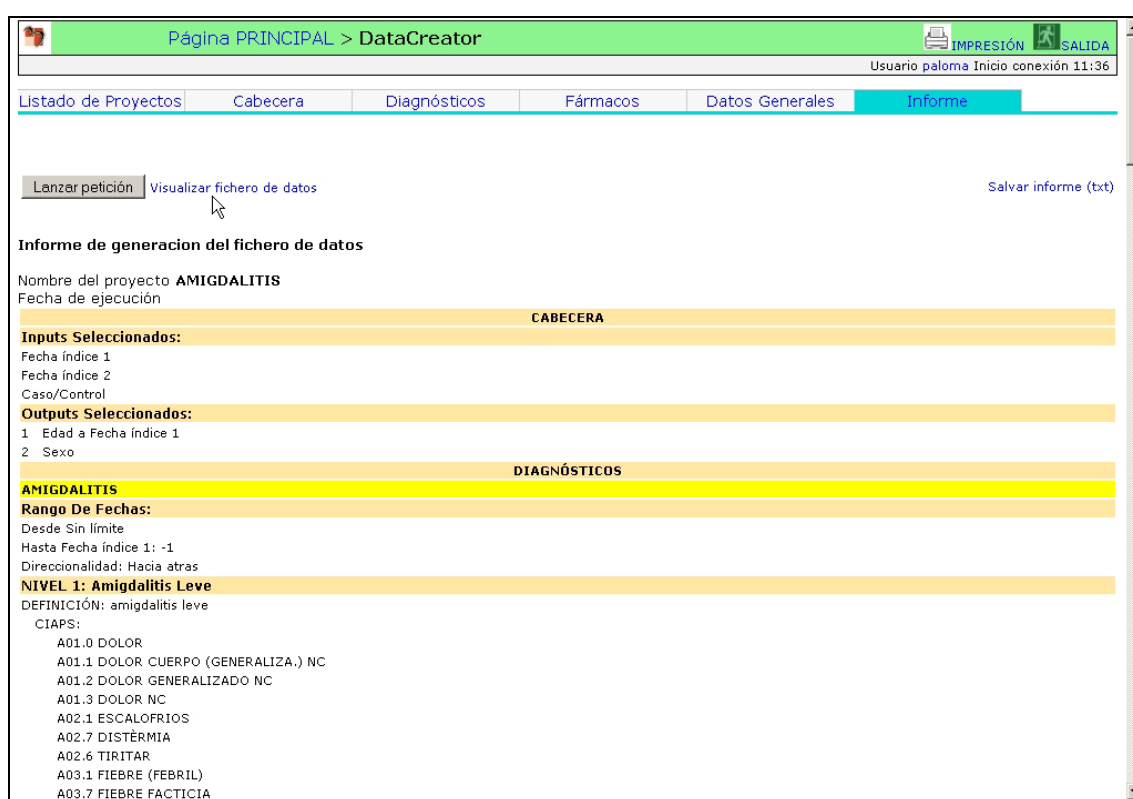 Página PRINCIPAL > DataCreator IMPRESIÓN SALIDA
Usuario paloma Inicio conexión 11:36
Listado de Proyectos Cabecera Diagnósticos Fármacos Datos Generales Informe
Lanzar petición Visualizar fichero de datos Salvar informe (txt)
Informe de generacion del fichero de datos
Nombre del proyecto AMIGDALITIS
Fecha de ejecución
CABECERA
Inputs Seleccionados:
Fecha índice 1
Fecha índice 2
Caso/Control
Outputs Seleccionados:
1 Edad a Fecha índice 1
2 Sexo
DIAGNÓSTICOS
AMIGDALITIS
Rango De Fechas:
Desde Sin límite
Hasta Fecha índice 1: -1
Direccionalidad: Hacia atras
NIVEL 1: Amigdalitis Leve
DEFINICIÓN: amigdalitis leve
CIAPS:
A01.0 DOLOR
A01.1 DOLOR CUERPO (GENERALIZA.) NC
A01.2 DOLOR GENERALIZADO NC
A01.3 DOLOR NC
A02.1 ESCALOFRIOS
A02.7 DISTÈRMIA
A02.6 TIRITAR
A03.1 FIEBRE (FEBRIL)
A03.7 FIEBRE FACTICIA